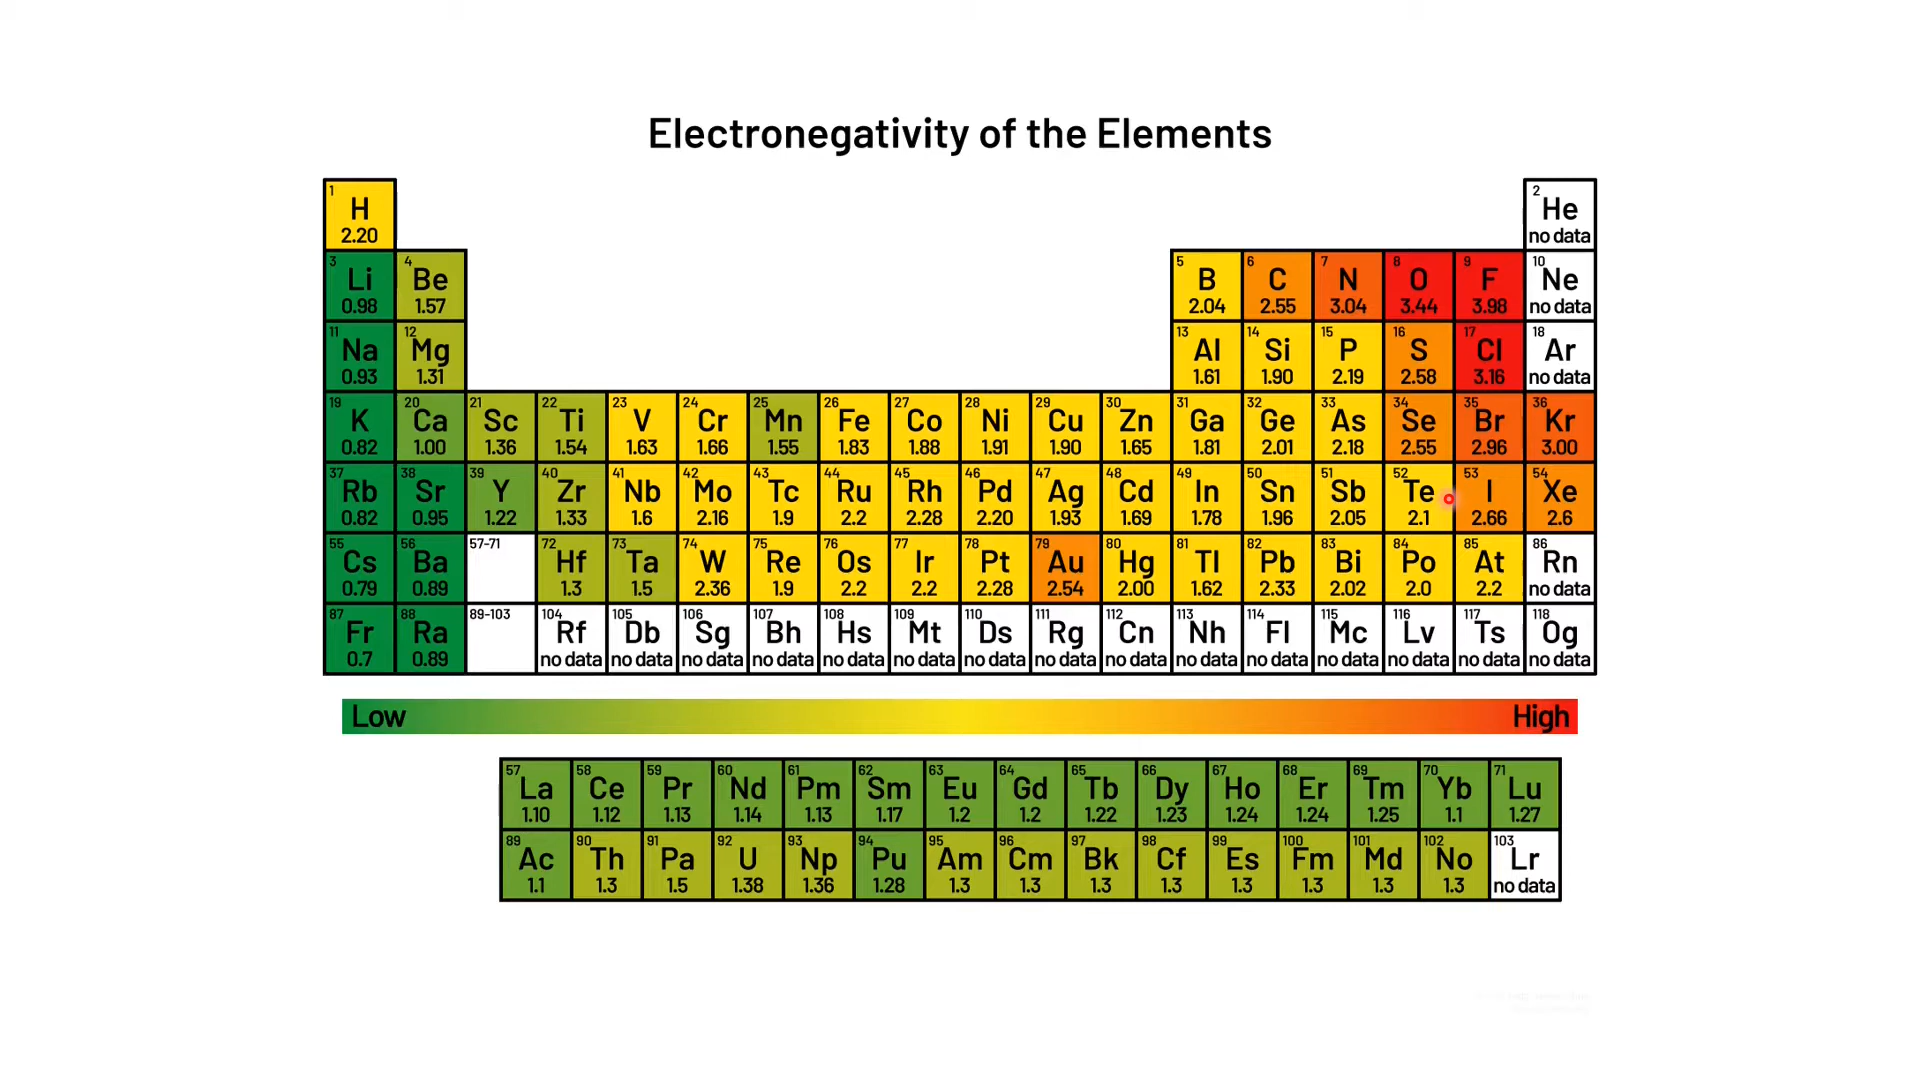 Electronegativity of the Elements
1 2
H He
2.20 no data
3 4 5 6 7 8 9 10
Li Be B C N O F Ne
0.98 1.57 2.04 2.55 3.04 3.44 3.98 no data
11 12 13 14 15 16 17 18
Na Mg Al Si P S Cl Ar
0.93 1.31 1.61 1.90 2.19 2.58 3.16 no data
19 20 21 22 23 24 25 26 27 28 29 30 31 32 33 34 35 36
K Ca Sc Ti V Cr Mn Fe Co Ni Cu Zn Ga Ge As Se Br Kr
0.82 1.00 1.36 1.54 1.63 1.66 1.55 1.83 1.88 1.91 1.90 1.65 1.81 2.01 2.18 2.55 2.96 3.00
37 38 39 40 41 42 43 44 45 46 47 48 49 50 51 52 53 54
Rb Sr Y Zr Nb Mo Tc Ru Rh Pd Ag Cd In Sn Sb Te I Xe
0.82 0.95 1.22 1.33 1.6 2.16 1.9 2.2 2.28 2.20 1.93 1.69 1.78 1.96 2.05 2.1 2.66 2.6
55 56 57-71 72 73 74 75 76 77 78 79 80 81 82 83 84 85 86
Cs Ba Hf Ta W Re Os Ir Pt Au Hg Tl Pb Bi Po At Rn
0.79 0.89 1.3 1.5 2.36 1.9 2.2 2.2 2.28 2.54 2.00 1.62 2.33 2.02 2.0 2.2 no data
87 88 89-103 104 105 106 107 108 109 110 111 112 113 114 115 116 117 118
Fr Ra Rf Db Sg Bh Hs Mt Ds Rg Cn Nh Fl Mc Lv Ts Og
0.7 0.89 no data no data no data no data no data no data no data no data no data no data no data no data no data no data no data
Low High
57 58 59 60 61 62 63 64 65 66 67 68 69 70 71
La Ce Pr Nd Pm Sm Eu Gd Tb Dy Ho Er Tm Yb Lu
1.10 1.12 1.13 1.14 1.13 1.17 1.2 1.2 1.22 1.23 1.24 1.24 1.25 1.1 1.27
89 90 91 92 93 94 95 96 97 98 99 100 101 102 103
Ac Th Pa U Np Pu Am Cm Bk Cf Es Fm Md No Lr
1.1 1.3 1.5 1.38 1.36 1.28 1.3 1.3 1.3 1.3 1.3 1.3 1.3 1.3 no data